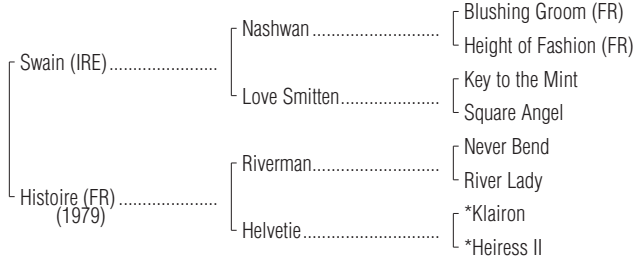 Blushing Groom (FR)
Nashwan ..............................
Height of Fashion (FR)
Swain (IRE) .........................
Key to the Mint
Love Smitten .......................
Square Angel
Never Bend
Riverman .............................
River Lady
Histoire (FR) .......................
(1979)
*Klairon
Helvetie ................................
*Heiress II